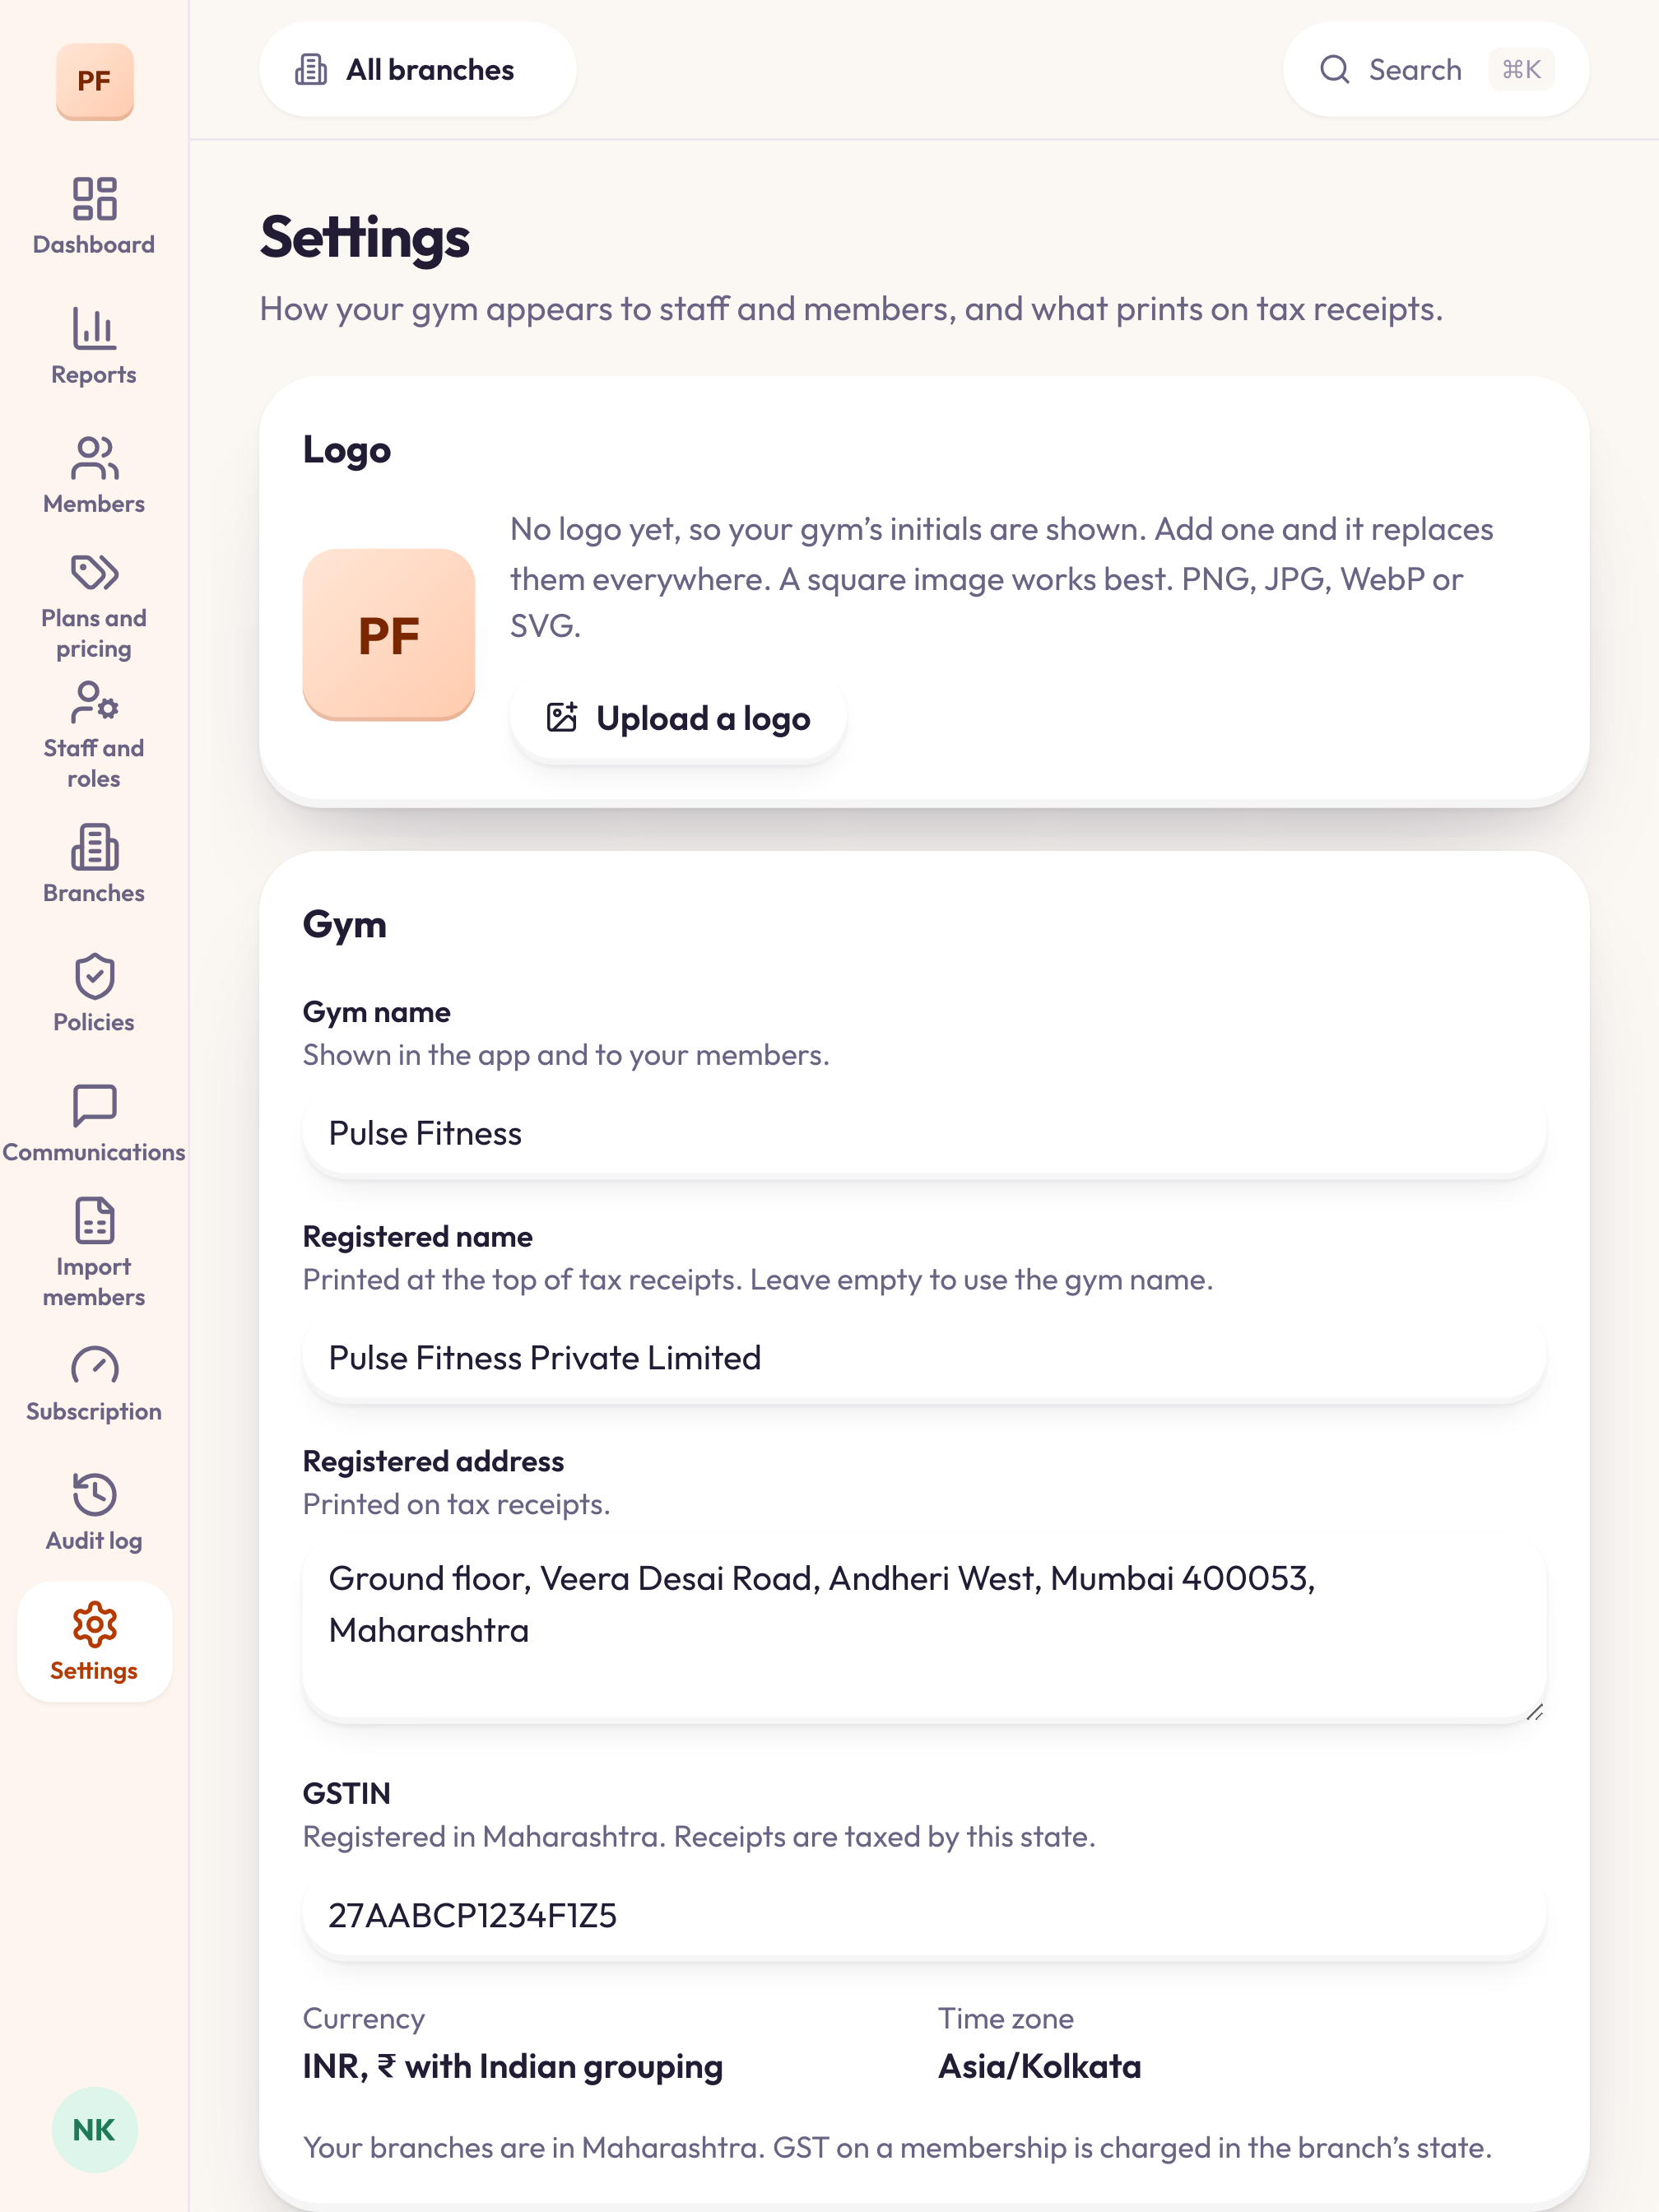 PF
All branches
Search ⌘K
Dashboard
Reports
Members
Plans and
pricing
Staff and
roles
Branches
Policies
Communications
Import
members
Subscription
Audit log
Settings
NK
Settings
How your gym appears to staff and members, and what prints on tax receipts.
Logo
PF
No logo yet, so your gym’s initials are shown. Add one and it replaces
them everywhere. A square image works best. PNG, JPG, WebP or
SVG.
Upload a logo
Gym
Gym name
Shown in the app and to your members.
Pulse Fitness
Registered name
Printed at the top of tax receipts. Leave empty to use the gym name.
Pulse Fitness Private Limited
Registered address
Printed on tax receipts.
Ground floor, Veera Desai Road, Andheri West, Mumbai 400053,
Maharashtra
GSTIN
Registered in Maharashtra. Receipts are taxed by this state.
27AABCP1234F1Z5
Currency
INR, ₹ with Indian grouping
Time zone
Asia/Kolkata
Your branches are in Maharashtra. GST on a membership is charged in the branch’s state.